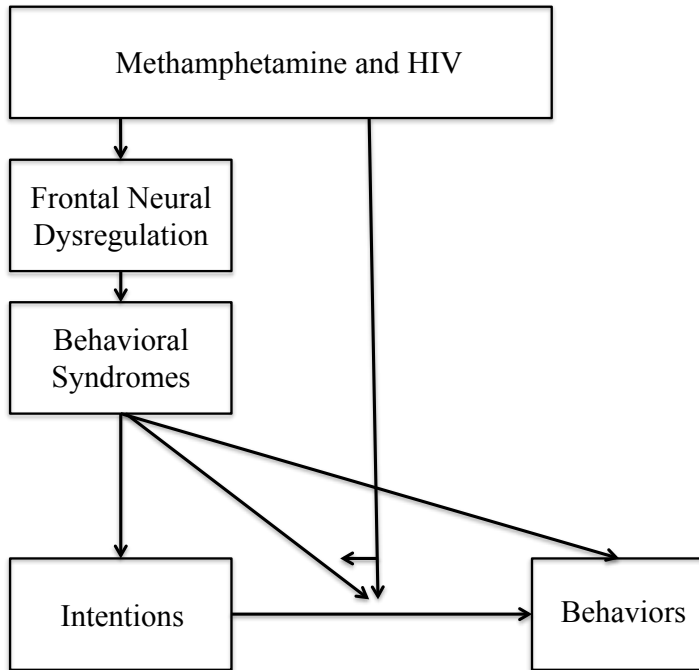 Methamphetamine and HIV
Frontal Neural
Dysregulation
Behavioral
Syndromes
Intentions
Behaviors